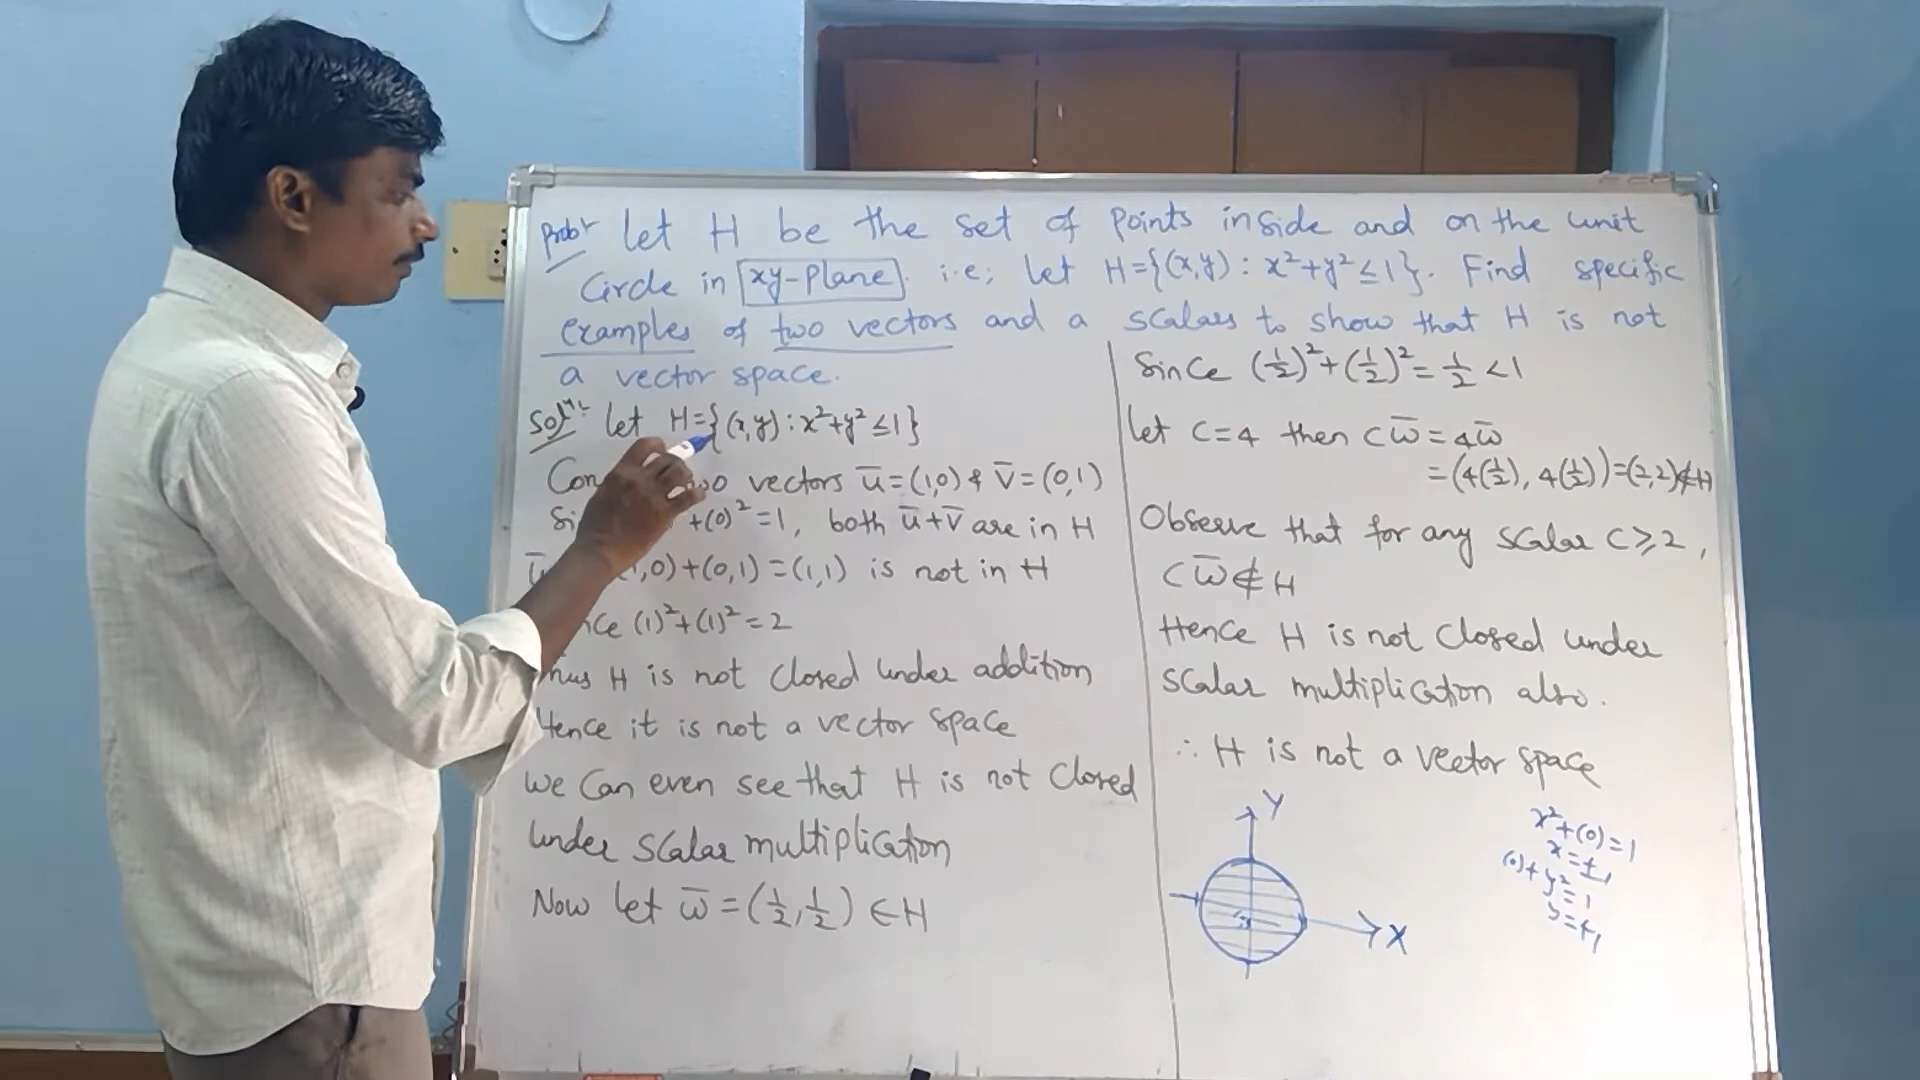 Prob:- Let H be the set of points inside and on the unit
Circle in xy-plane. i.e; let H={(x,y) : x²+y² ≤ 1}. Find specific
examples of two vectors and a scalars to show that H is not
a vector space.
Sol:- let H={(x,y) : x²+y² ≤ 1}
Con two vectors u̅=(1,0) & v̅=(0,1)
Si +(0)²=1, both u̅+v̅ are in H
u̅ ,0)+(0,1)=(1,1) is not in H
nce (1)²+(1)²=2
Thus H is not closed under addition
Hence it is not a vector space
We Can even see that H is not Closed
under scalar multiplication
Now let w̅=(1/2,1/2) ∈ H
Since (1/2)²+(1/2)²=1/2<1
let C=4 then Cw̅=4w̅
=(4(1/2), 4(1/2))=(2,2)∉H
Observe that for any scalar C≥2,
Cw̅∉H
Hence H is not Closed under
scalar multiplication also.
∴ H is not a vector space
Y
X
x²+(0)=1
x=±1
(0)+y²=1
y=±1